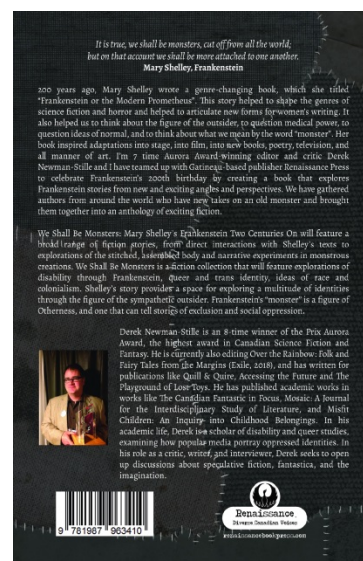 It is true, we shall be monsters, cut off from all the world;
but on that account we shall be more attached to one another.
Mary Shelley, Frankenstein
200 years ago, Mary Shelley wrote a genre-changing book, which she titled
"Frankenstein or the Modern Prometheus". This story helped to shape the genres of
science fiction and horror and helped to articulate new forms for women's writing. It
also helped us to think about the figure of the outsider, to question medical power, to
question ideas of normal, and to think about what we mean by the word "monster". Her
book inspired adaptations into stage, into film, into new books, poetry, television, and
all manner of art. I'm 7 time Aurora Award-winning editor and critic Derek
Newman-Stille and I have teamed up with Gatineau-based publisher Renaissance Press
to celebrate Frankenstein's 200th birthday by creating a book that explores
Frankenstein stories from new and exciting angles and perspectives. We have gathered
authors from around the world who have new takes on an old monster and brought
them together into an anthology of exciting fiction.
We Shall Be Monsters: Mary Shelley's Frankenstein Two Centuries On will feature a
broad range of fiction stories, from direct interactions with Shelley's texts to
explorations of the stitched, assembled body and narrative experiments in monstrous
creations. We Shall Be Monsters is a fiction collection that will feature explorations of
disability through Frankenstein, queer and trans identity, ideas of race and
colonialism. Shelley's story provides a space for exploring a multitude of identities
through the figure of the sympathetic outsider. Frankenstein's "monster" is a figure of
Otherness, and one that can tell stories of exclusion and social oppression.
Derek Newman-Stille is an 8-time winner of the Prix Aurora
Award, the highest award in Canadian Science Fiction and
Fantasy. He is currently also editing Over the Rainbow: Folk and
Fairy Tales from the Margins (Exile, 2018), and has written for
publications like Quill & Quire, Accessing the Future and The
Playground of Lost Toys. He has published academic works in
works like The Canadian Fantastic in Focus, Mosaic: A Journal
for the Interdisciplinary Study of Literature, and Misfit
Children: An Inquiry into Childhood Belongings. In his
academic life, Derek is a scholar of disability and queer studies,
examining how popular media portray oppressed identities. In
his role as a critic, writer, and interviewer, Derek seeks to open
up discussions about speculative fiction, fantastica, and the
imagination.
9 781987 963410
Renaissance
Diverse Canadian Voices
renaissancebookpress.com